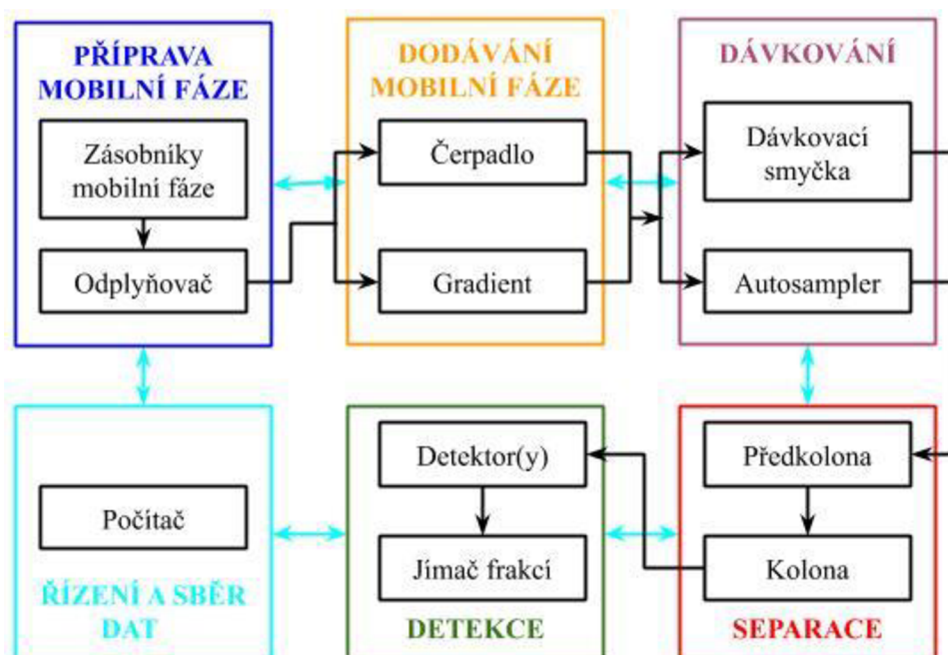 PŘÍPRAVA
MOBILNÍ FÁZE
Zásobníky
mobilní fáze
Odplyňovač
DODÁVÁNÍ
MOBILNÍ FÁZE
Čerpadlo
Gradient
DÁVKOVÁNÍ
Dávkovací
smyčka
Autosampler
Počítač
ŘÍZENÍ A SBĚR
DAT
Detektor(y)
Jímač frakcí
DETEKCE
Předkolona
Kolona
SEPARACE